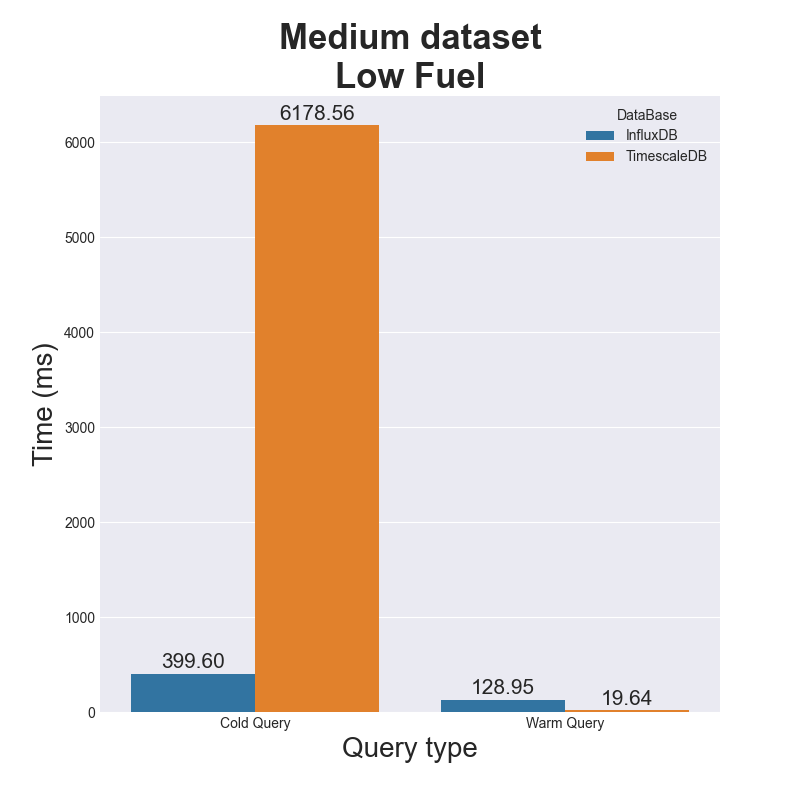 Medium dataset
Low Fuel
6178.56
DataBase
InfluxDB
TimescaleDB
6000
5000
4000
3000
2000
1000
0
Time (ms)
399.60
128.95
19.64
Cold Query
Warm Query
Query type